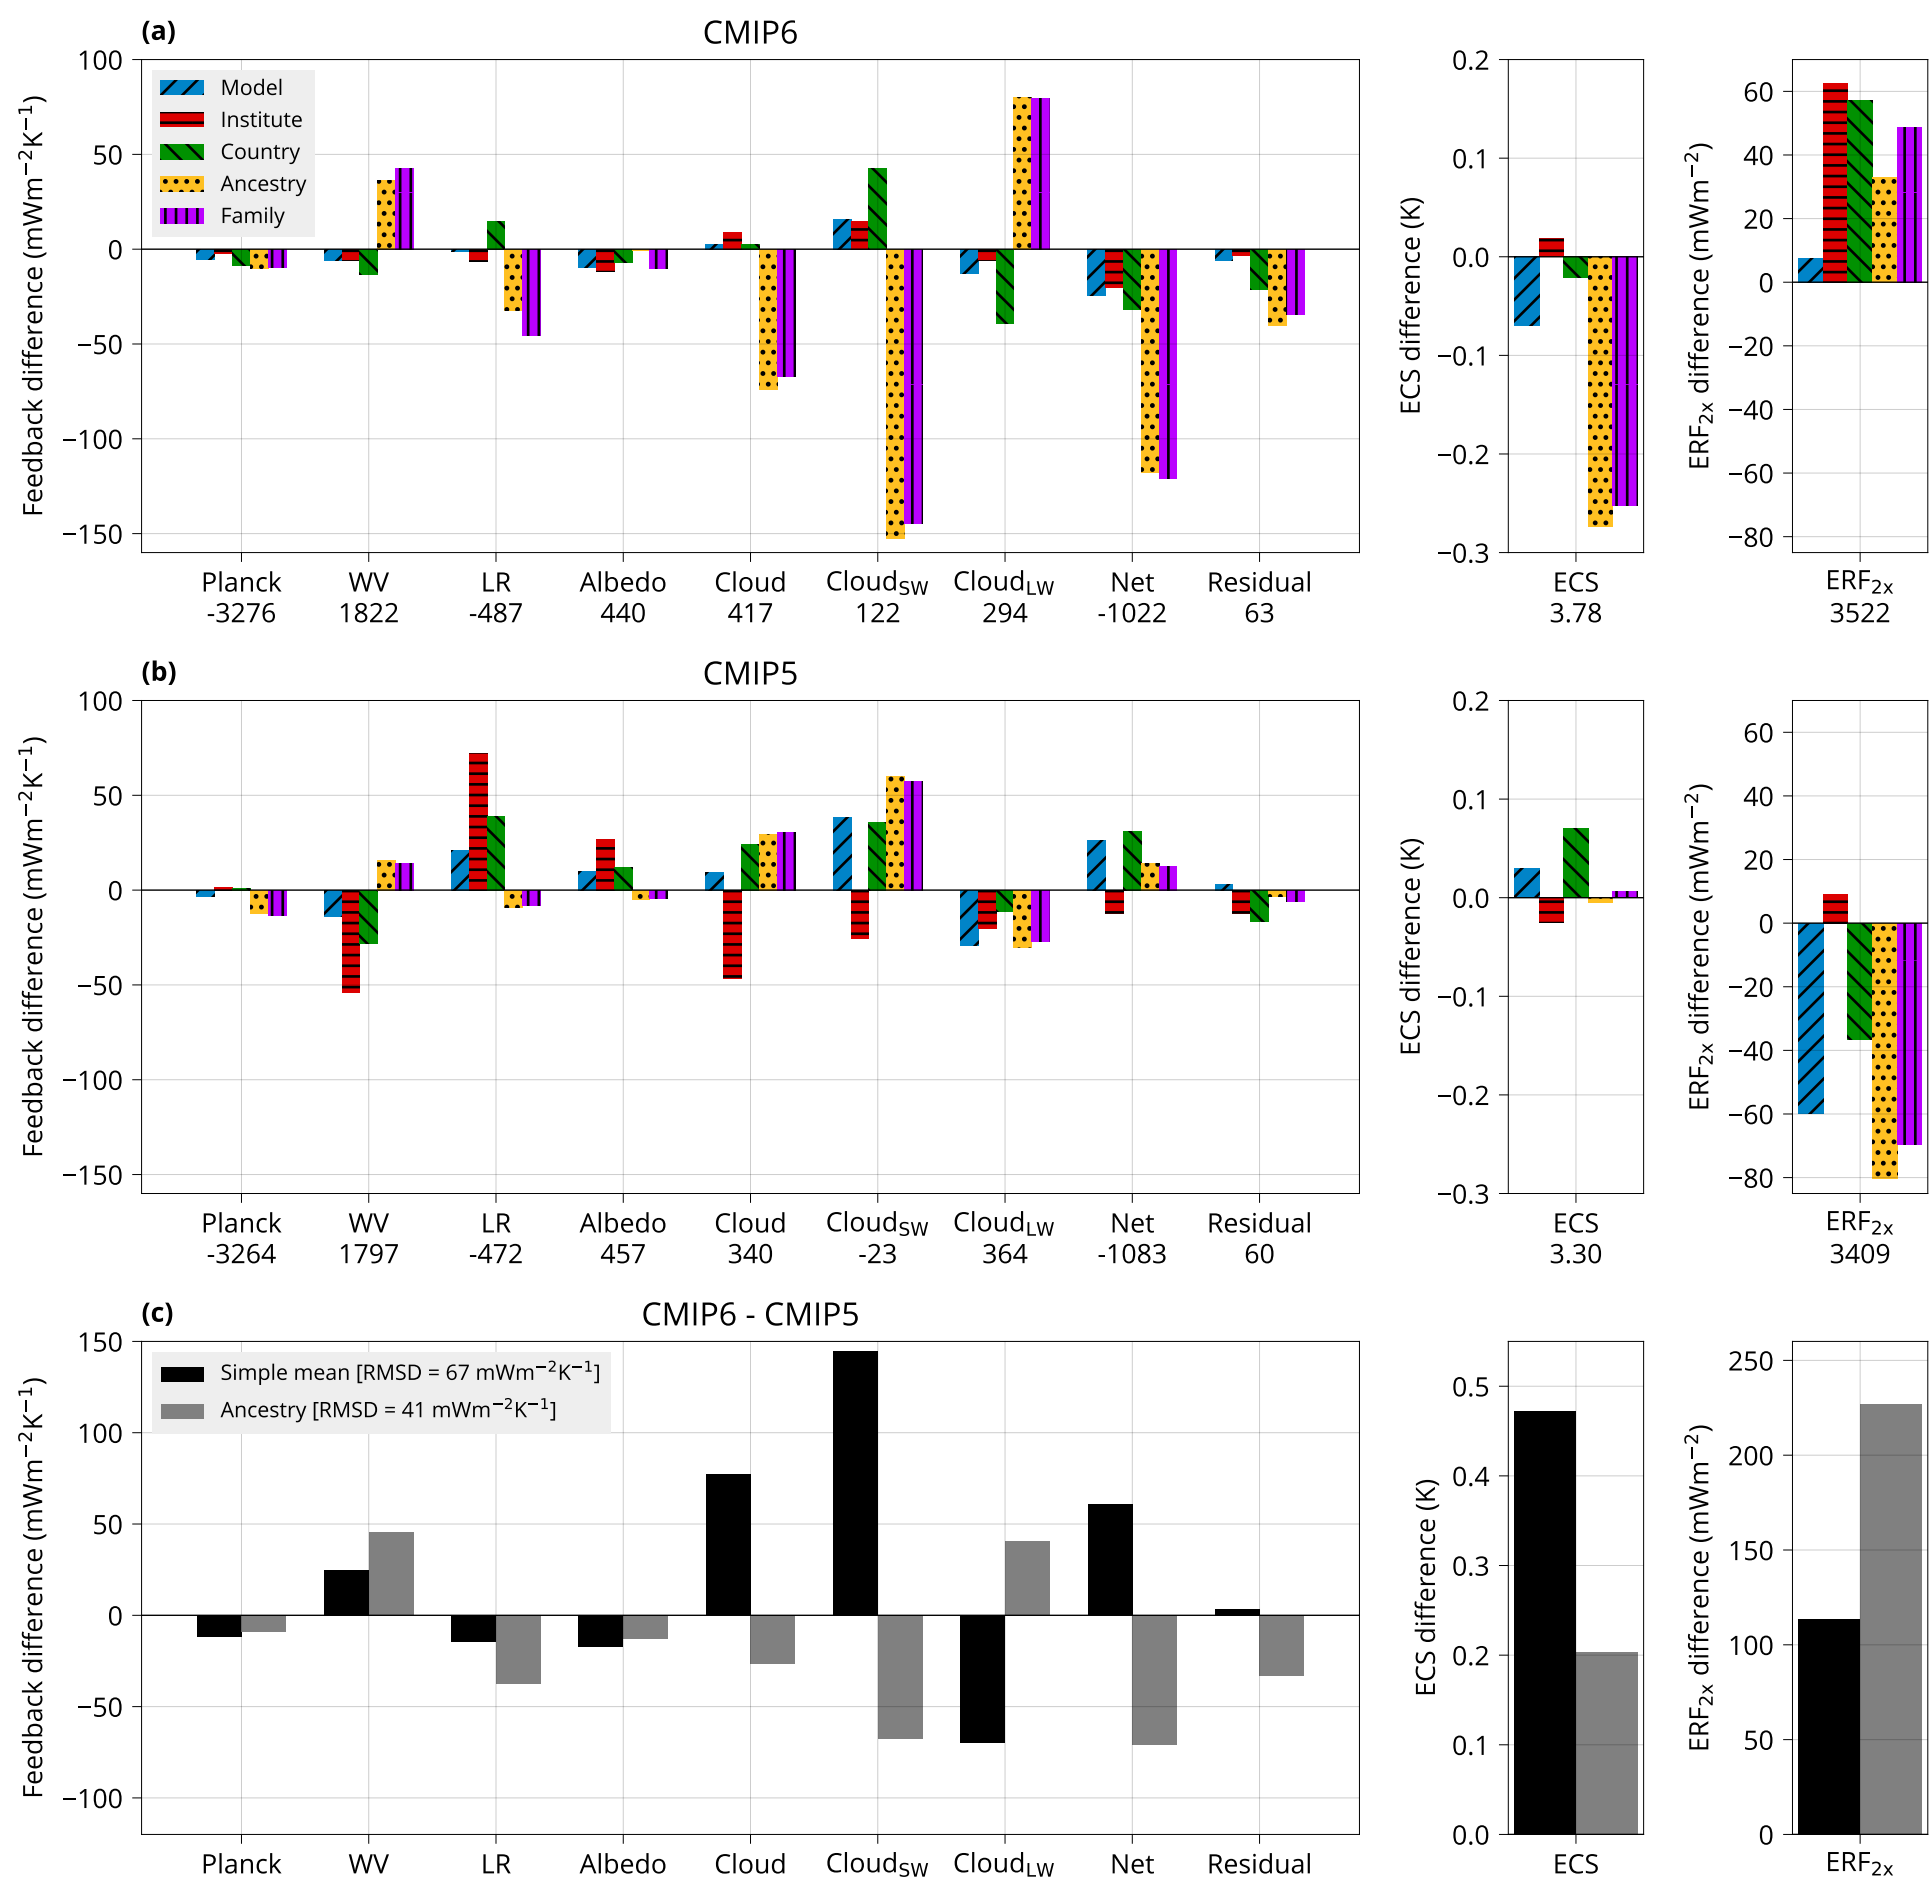 (a)
CMIP6
Feedback difference (mWm−2K−1)
100
50
0
−50
−100
−150
Model
Institute
Country
Ancestry
Family
Planck WV LR Albedo Cloud CloudSW CloudLW Net Residual
-3276 1822 -487 440 417 122 294 -1022 63
ECS difference (K)
0.2
0.1
0.0
−0.1
−0.2
−0.3
ECS
3.78
ERF2x difference (mWm−2)
60
40
20
0
−20
−40
−60
−80
ERF2x
3522
(b)
CMIP5
Feedback difference (mWm−2K−1)
100
50
0
−50
−100
−150
Planck WV LR Albedo Cloud CloudSW CloudLW Net Residual
-3264 1797 -472 457 340 -23 364 -1083 60
ECS difference (K)
0.2
0.1
0.0
−0.1
−0.2
−0.3
ECS
3.30
ERF2x difference (mWm−2)
60
40
20
0
−20
−40
−60
−80
ERF2x
3409
(c)
CMIP6 - CMIP5
Feedback difference (mWm−2K−1)
150
100
50
0
−50
−100
Simple mean [RMSD = 67 mWm−2K−1]
Ancestry [RMSD = 41 mWm−2K−1]
Planck WV LR Albedo Cloud CloudSW CloudLW Net Residual
ECS difference (K)
0.5
0.4
0.3
0.2
0.1
0.0
ECS
ERF2x difference (mWm−2)
250
200
150
100
50
0
ERF2x